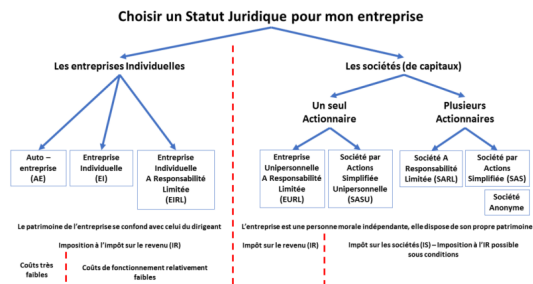 Choisir un Statut Juridique pour mon entreprise
Les entreprises Individuelles
Les sociétés (de capitaux)
Un seul
Actionnaire
Plusieurs
Actionnaires
Auto –
entreprise
(AE)
Entreprise
Individuelle
(EI)
Entreprise
Individuelle
A Responsabilité
Limitée
(EIRL)
Entreprise
Unipersonnelle
A Responsabilité
Limitée
(EURL)
Société par
Actions
Simplifiée
Unipersonnelle
(SASU)
Société A
Responsabilité
Limitée (SARL)
Société par
Actions
Simplifiée (SAS)
Société
Anonyme
Le patrimoine de l'entreprise se confond avec celui du dirigeant
L'entreprise est une personne morale indépendante, elle dispose de son propre patrimoine
Imposition à l'impôt sur le revenu (IR)
Impôt sur le revenu (IR)
Impôt sur les sociétés (IS) – Imposition à l'IR possible
sous conditions
Coûts très
faibles
Coûts de fonctionnement relativement
faibles